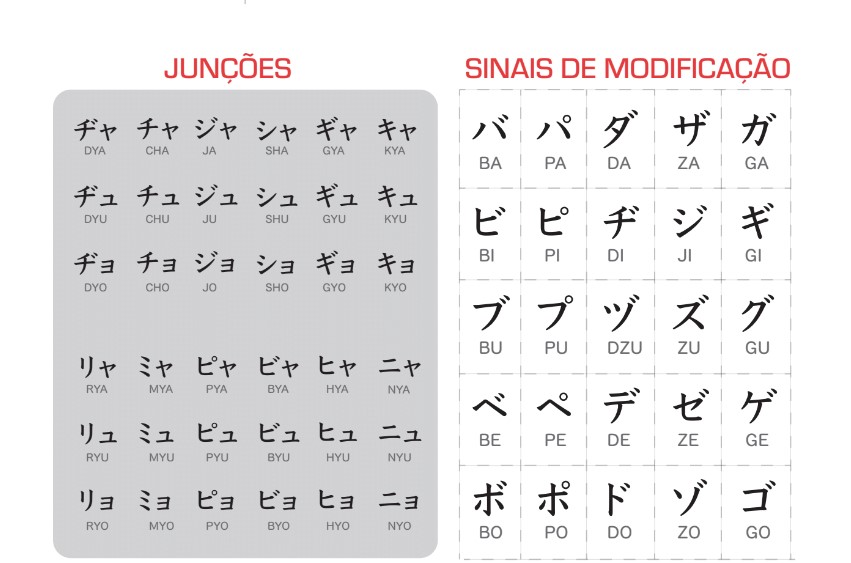 JUNÇÕES
ヂャ チャ ジャ シャ ギャ キャ
DYA CHA JA SHA GYA KYA
ヂュ チュ ジュ シュ ギュ キュ
DYU CHU JU SHU GYU KYU
ヂョ チョ ジョ ショ ギョ キョ
DYO CHO JO SHO GYO KYO
リャ ミャ ピャ ビャ ヒャ ニャ
RYA MYA PYA BYA HYA NYA
リュ ミュ ピュ ビュ ヒュ ニュ
RYU MYU PYU BYU HYU NYU
リョ ミョ ピョ ビョ ヒョ ニョ
RYO MYO PYO BYO HYO NYO
SINAIS DE MODIFICAÇÃO
バ パ ダ ザ ガ
BA PA DA ZA GA
ビ ピ ヂ ジ ギ
BI PI DI JI GI
ブ プ ヅ ズ グ
BU PU DZU ZU GU
ベ ペ デ ゼ ゲ
BE PE DE ZE GE
ボ ポ ド ゾ ゴ
BO PO DO ZO GO